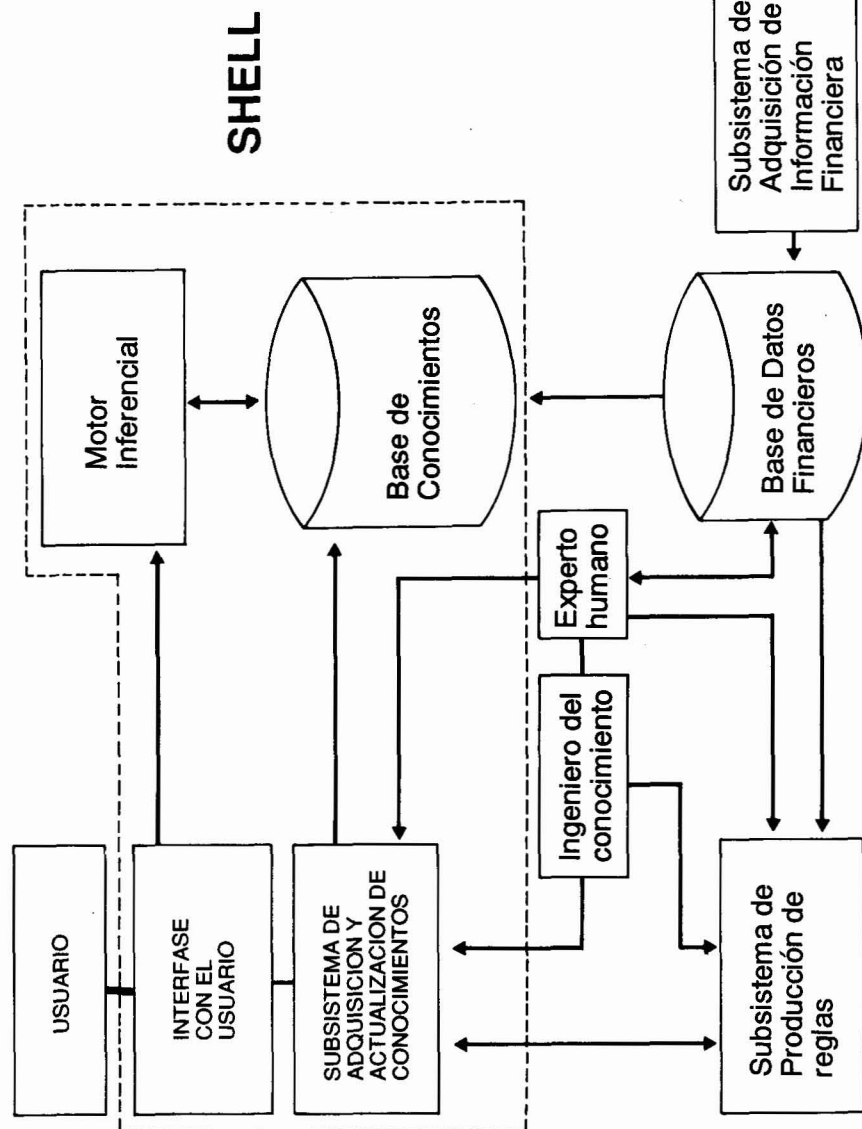 USUARIO
INTERFASE
CON EL
USUARIO
SUBSISTEMA DE
ADQUISICION Y
ACTUALIZACION DE
CONOCIMIENTOS
Motor
Inferencial
Base de
Conocimientos
SHELL
Ingeniero del
conocimiento
Experto
humano
Subsistema de
Producción de
reglas
Base de Datos
Financieros
Subsistema de
Adquisición de
Información
Financiera